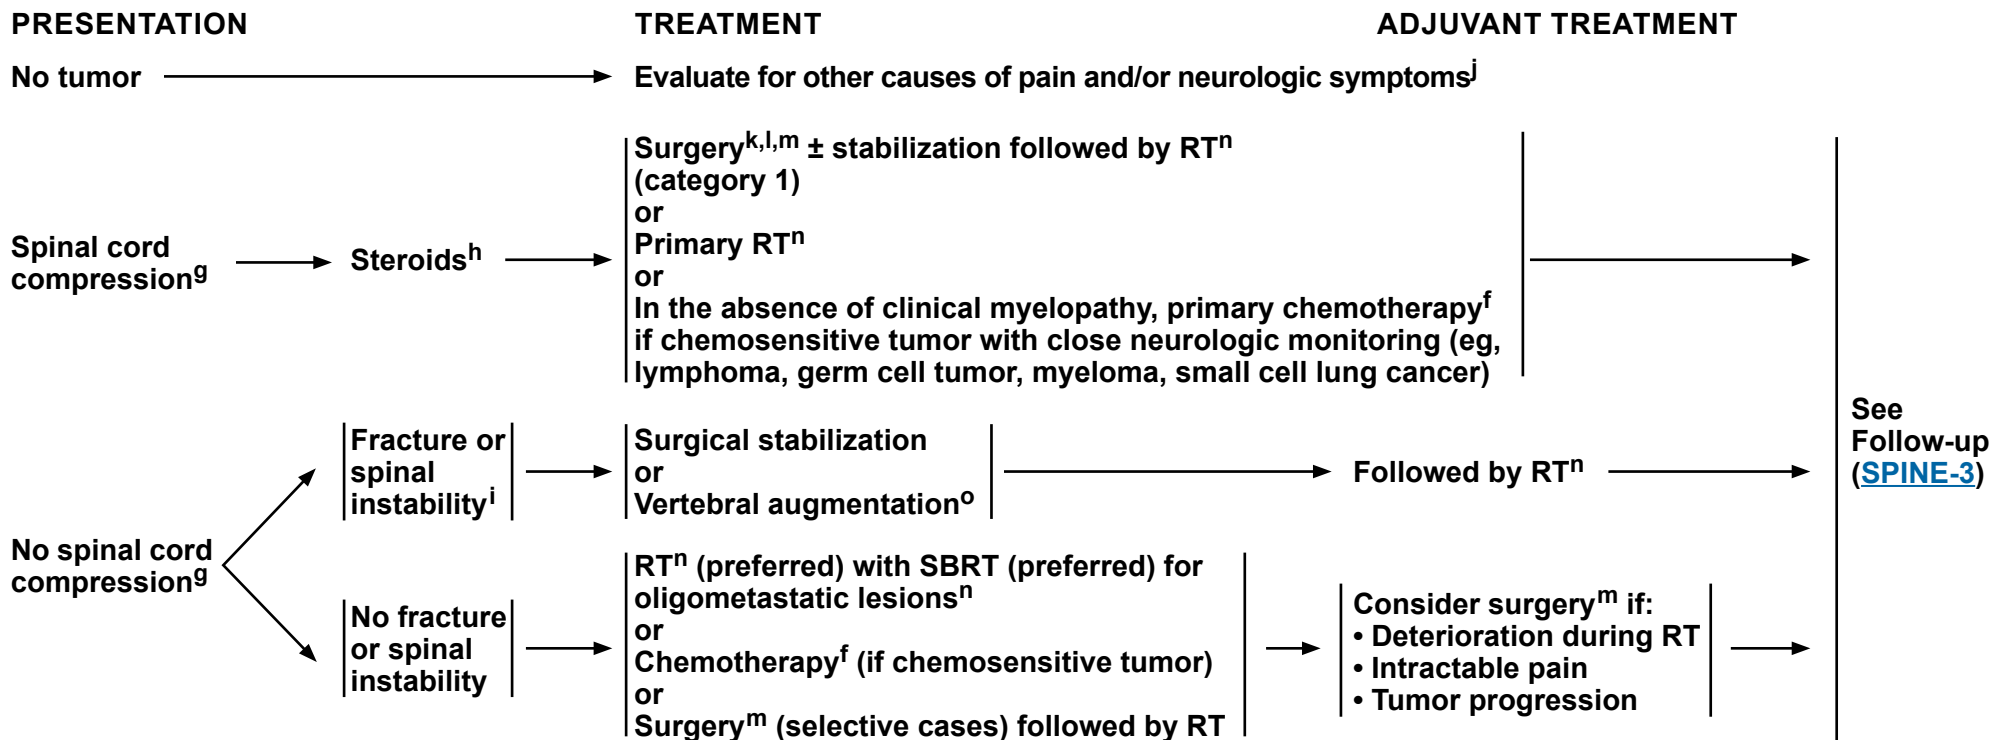 PRESENTATION
TREATMENT
ADJUVANT TREATMENT
No tumor
Evaluate for other causes of pain and/or neurologic symptomsʲ
Spinal cord
compressionᵍ
Steroidsʰ
Surgeryᵏ,ˡ,ᵐ ± stabilization followed by RTⁿ
(category 1)
or
Primary RTⁿ
or
In the absence of clinical myelopathy, primary chemotherapyᶠ
if chemosensitive tumor with close neurologic monitoring (eg,
lymphoma, germ cell tumor, myeloma, small cell lung cancer)
No spinal cord
compressionᵍ
Fracture or
spinal
instabilityⁱ
Surgical stabilization
or
Vertebral augmentationᵒ
Followed by RTⁿ
No fracture
or spinal
instability
RTⁿ (preferred) with SBRT (preferred) for
oligometastatic lesionsⁿ
or
Chemotherapyᶠ (if chemosensitive tumor)
or
Surgeryᵐ (selective cases) followed by RT
Consider surgeryᵐ if:
• Deterioration during RT
• Intractable pain
• Tumor progression
See
Follow-up
(SPINE-3)